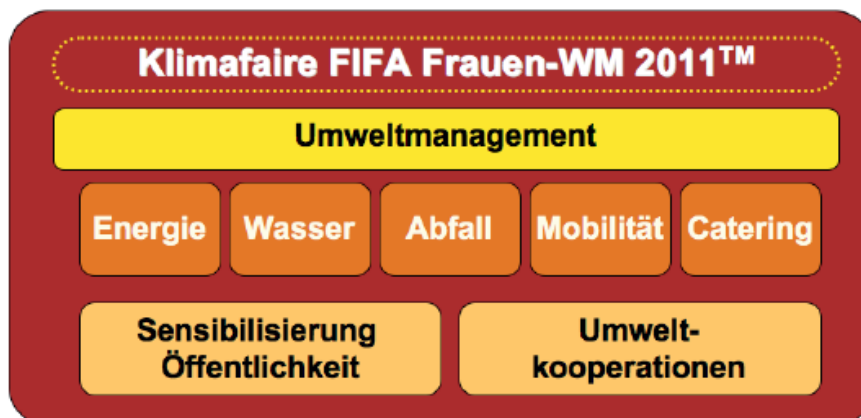 Klimafaire FIFA Frauen-WM 2011™
Umweltmanagement
Energie
Wasser
Abfall
Mobilität
Catering
Sensibilisierung
Öffentlichkeit
Umwelt-
kooperationen